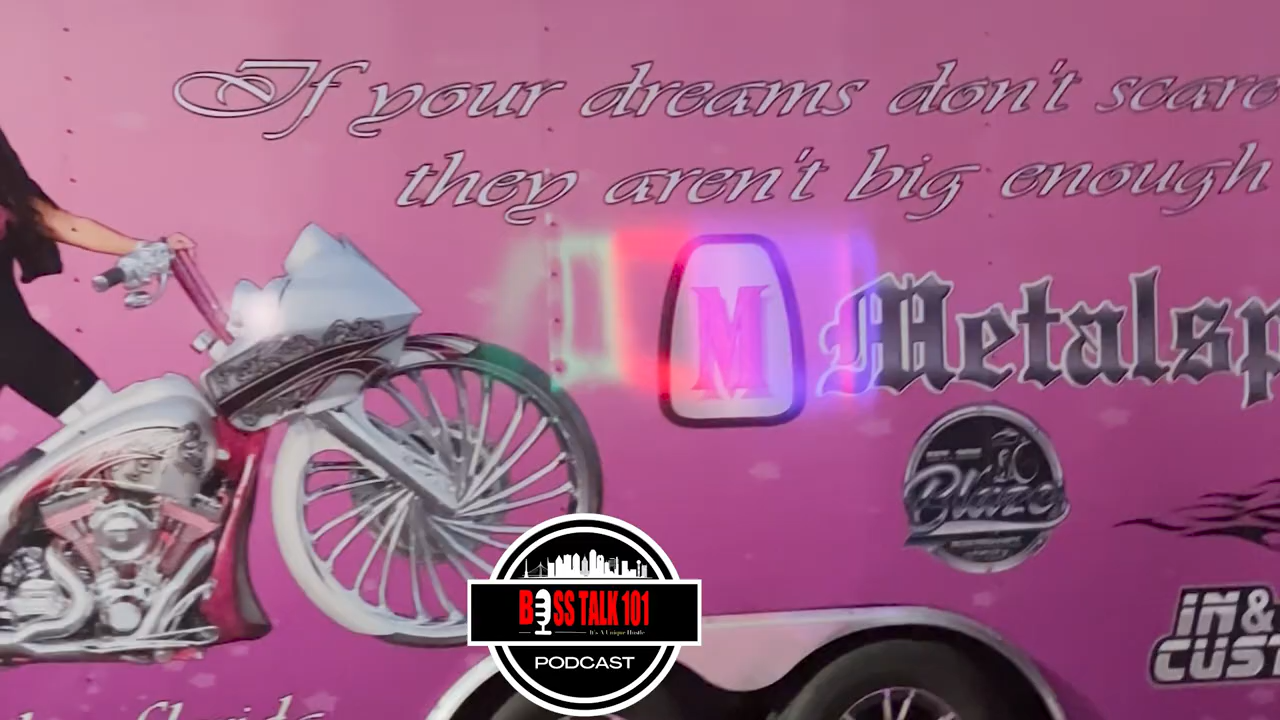 If your dreams don't scare
they aren't big enough
M Metalsp
Blaze
IN &
CUST
BOSS TALK 101
It's A Unique Hustle
PODCAST